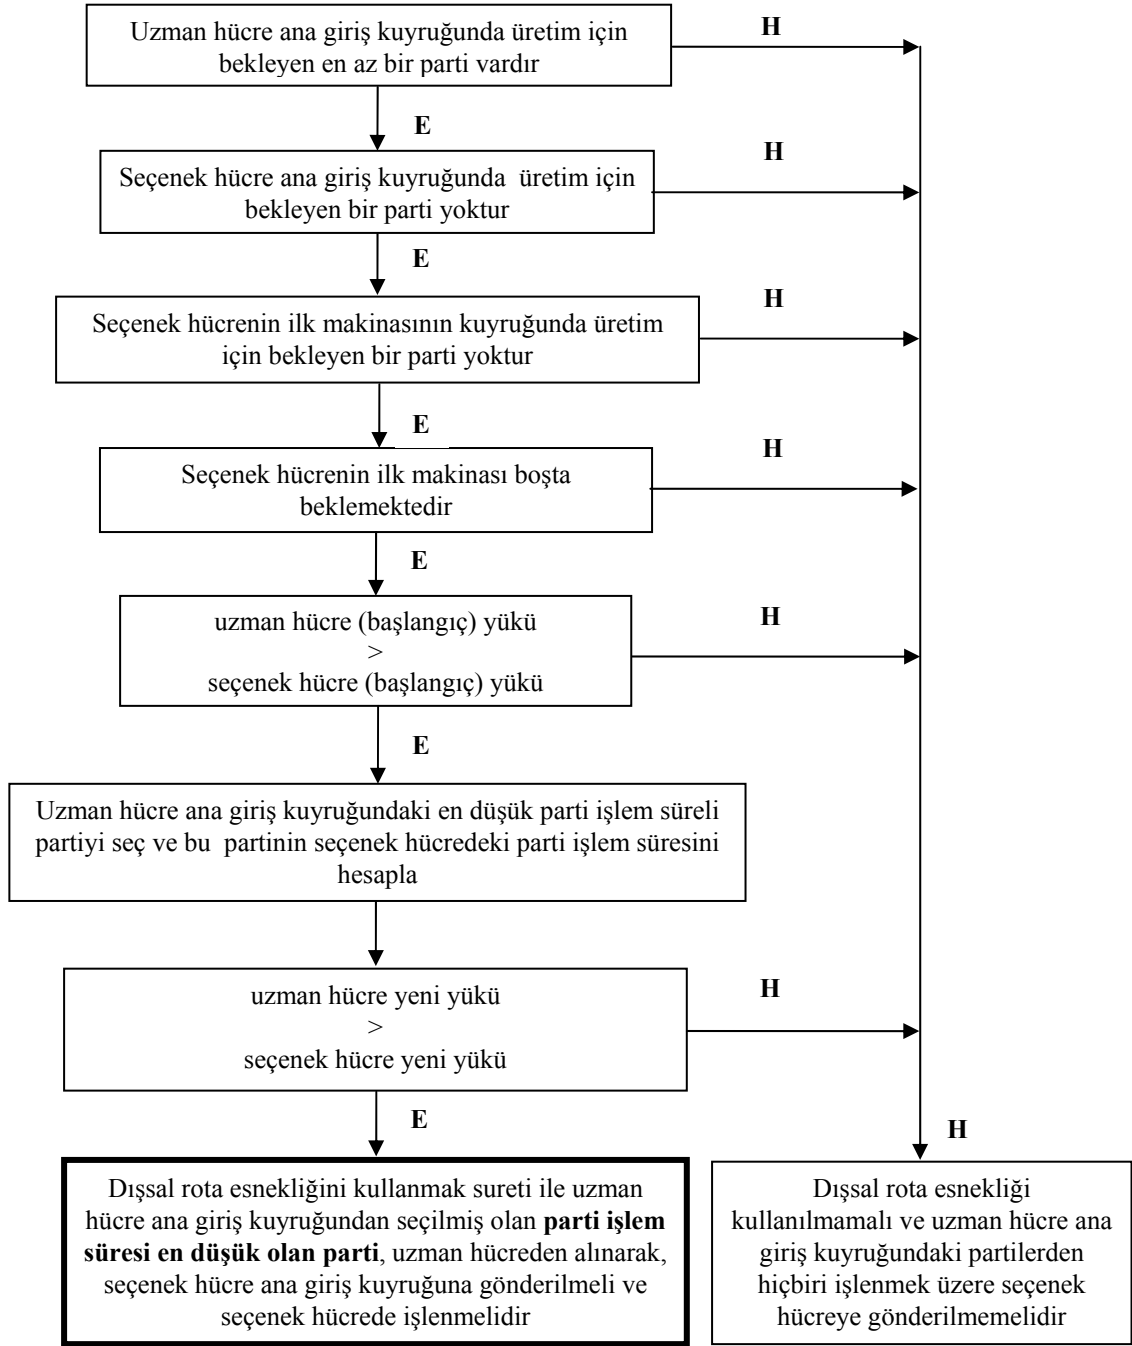 Uzman hücre ana giriş kuyruğunda üretim için
bekleyen en az bir parti vardır
H
E
Seçenek hücre ana giriş kuyruğunda üretim için
bekleyen bir parti yoktur
H
E
Seçenek hücrenin ilk makinasının kuyruğunda üretim
için bekleyen bir parti yoktur
H
E
Seçenek hücrenin ilk makinası boşta
beklemektedir
H
E
uzman hücre (başlangıç) yükü
>
seçenek hücre (başlangıç) yükü
H
E
Uzman hücre ana giriş kuyruğundaki en düşük parti işlem süreli
partiyi seç ve bu partinin seçenek hücredeki parti işlem süresini
hesapla
uzman hücre yeni yükü
>
seçenek hücre yeni yükü
H
E
H
Dışsal rota esnekliğini kullanmak sureti ile uzman
hücre ana giriş kuyruğundan seçilmiş olan parti işlem
süresi en düşük olan parti, uzman hücreden alınarak,
seçenek hücre ana giriş kuyruğuna gönderilmeli ve
seçenek hücrede işlenmelidir
Dışsal rota esnekliği
kullanılmamalı ve uzman hücre ana
giriş kuyruğundaki partilerden
hiçbiri işlenmek üzere seçenek
hücreye gönderilmemelidir